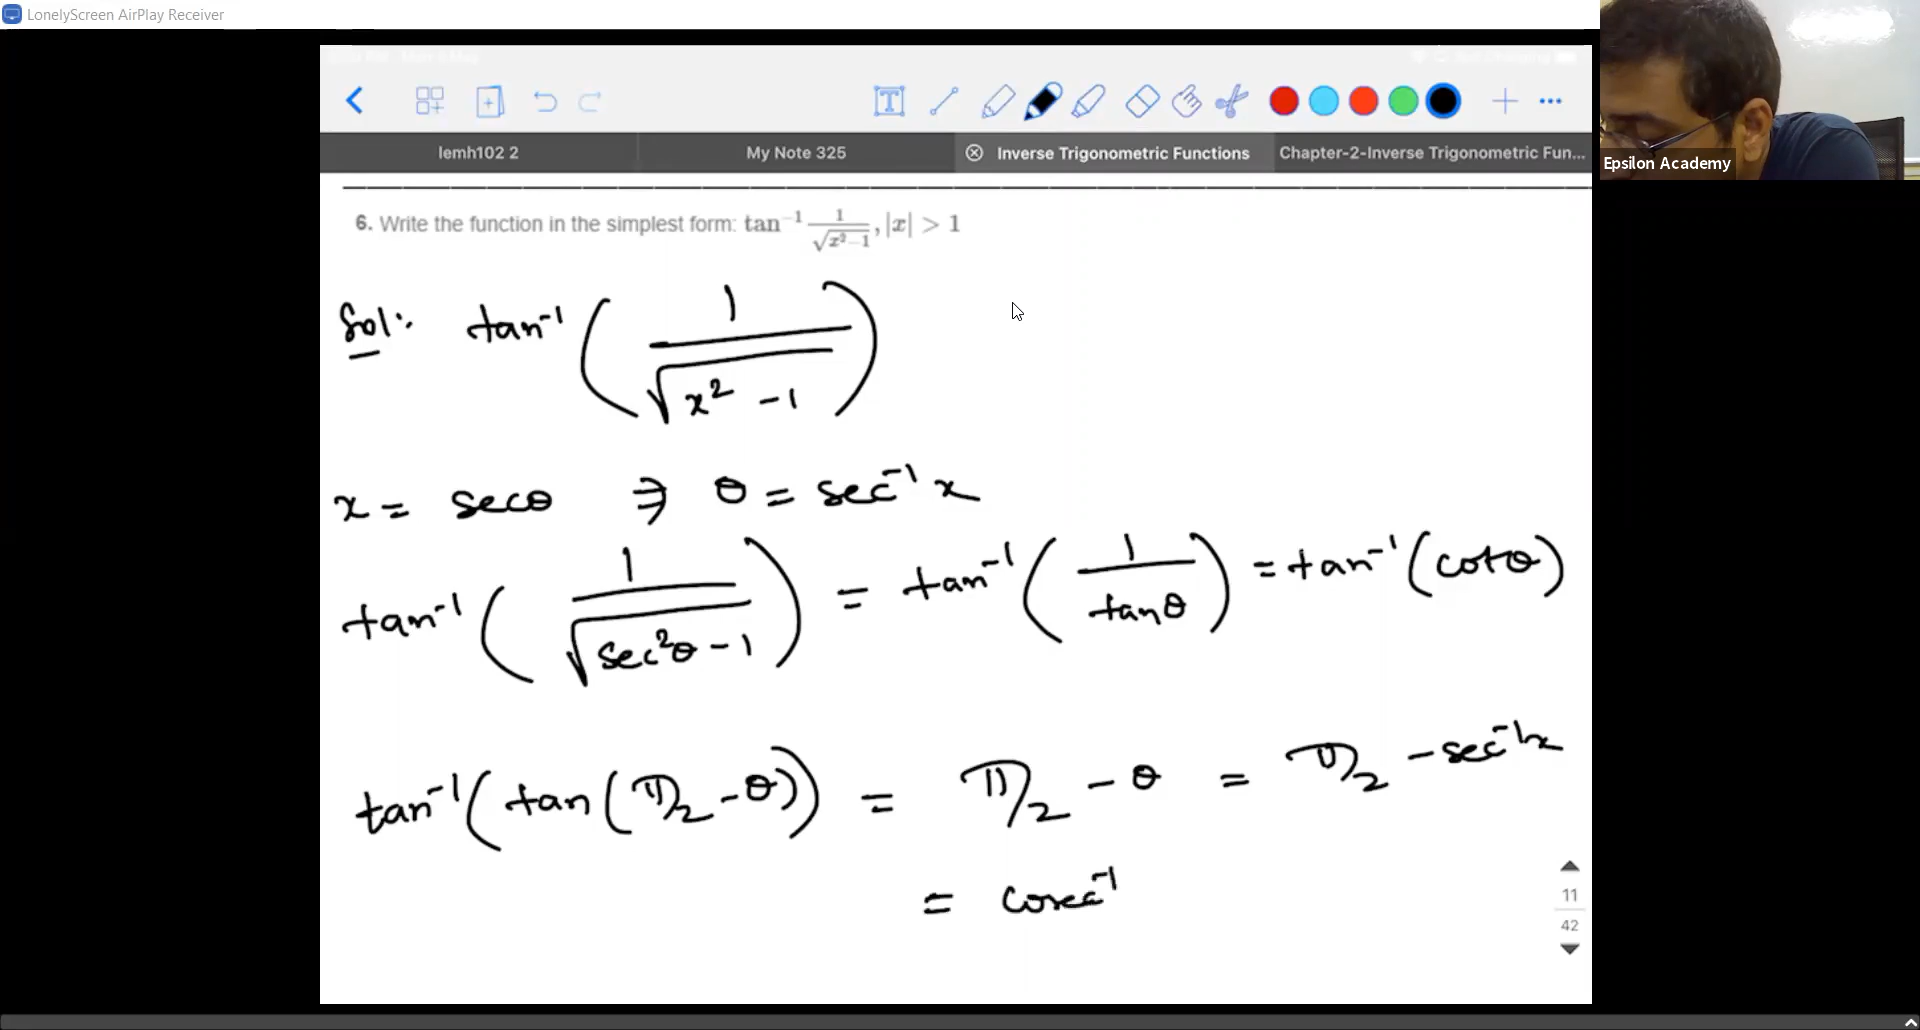 LonelyScreen AirPlay Receiver
Epsilon Academy
lemh102 2
My Note 325
Inverse Trigonometric Functions
Chapter-2-Inverse Trigonometric Fun...
6. Write the function in the simplest form: tan⁻¹ 1/√(x²−1), |x| > 1
Sol: tan⁻¹ (1/√(x² − 1))
x = secθ ⇒ θ = sec⁻¹ x
tan⁻¹ (1/√(sec²θ − 1)) = tan⁻¹ (1/tanθ) = tan⁻¹ (cotθ)
tan⁻¹ (tan (π/2 − θ)) = π/2 − θ = π/2 − sec⁻¹x
= cosec⁻¹
11
42